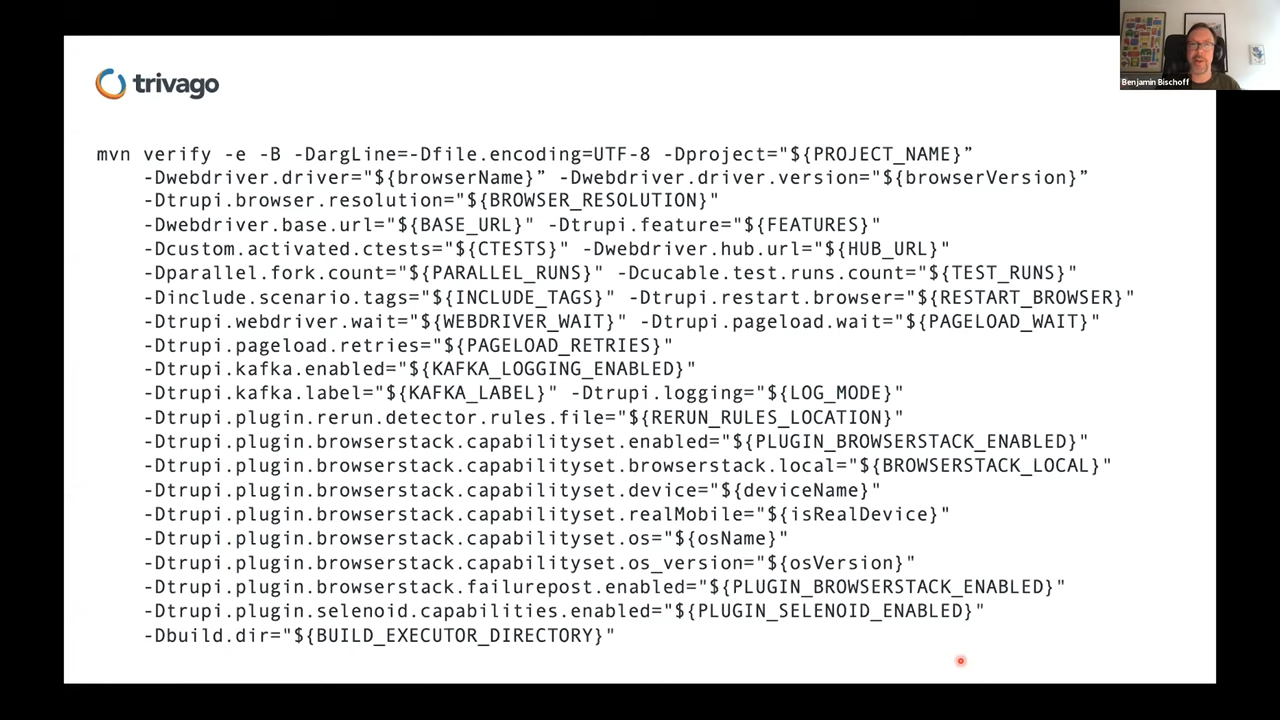 trivago
Benjamin Bischoff
mvn verify -e -B -DargLine=-Dfile.encoding=UTF-8 -Dproject="${PROJECT_NAME}”
-Dwebdriver.driver="${browserName}” -Dwebdriver.driver.version="${browserVersion}”
-Dtrupi.browser.resolution="${BROWSER_RESOLUTION}"
-Dwebdriver.base.url="${BASE_URL}" -Dtrupi.feature="${FEATURES}"
-Dcustom.activated.ctests="${CTESTS}" -Dwebdriver.hub.url="${HUB_URL}"
-Dparallel.fork.count="${PARALLEL_RUNS}" -Dcucable.test.runs.count="${TEST_RUNS}"
-Dinclude.scenario.tags="${INCLUDE_TAGS}" -Dtrupi.restart.browser="${RESTART_BROWSER}"
-Dtrupi.webdriver.wait="${WEBDRIVER_WAIT}" -Dtrupi.pageload.wait="${PAGELOAD_WAIT}"
-Dtrupi.pageload.retries="${PAGELOAD_RETRIES}"
-Dtrupi.kafka.enabled="${KAFKA_LOGGING_ENABLED}"
-Dtrupi.kafka.label="${KAFKA_LABEL}" -Dtrupi.logging="${LOG_MODE}"
-Dtrupi.plugin.rerun.detector.rules.file="${RERUN_RULES_LOCATION}"
-Dtrupi.plugin.browserstack.capabilityset.enabled="${PLUGIN_BROWSERSTACK_ENABLED}"
-Dtrupi.plugin.browserstack.capabilityset.browserstack.local="${BROWSERSTACK_LOCAL}"
-Dtrupi.plugin.browserstack.capabilityset.device="${deviceName}"
-Dtrupi.plugin.browserstack.capabilityset.realMobile="${isRealDevice}"
-Dtrupi.plugin.browserstack.capabilityset.os="${osName}"
-Dtrupi.plugin.browserstack.capabilityset.os_version="${osVersion}"
-Dtrupi.plugin.browserstack.failurepost.enabled="${PLUGIN_BROWSERSTACK_ENABLED}"
-Dtrupi.plugin.selenoid.capabilities.enabled="${PLUGIN_SELENOID_ENABLED}"
-Dbuild.dir="${BUILD_EXECUTOR_DIRECTORY}"